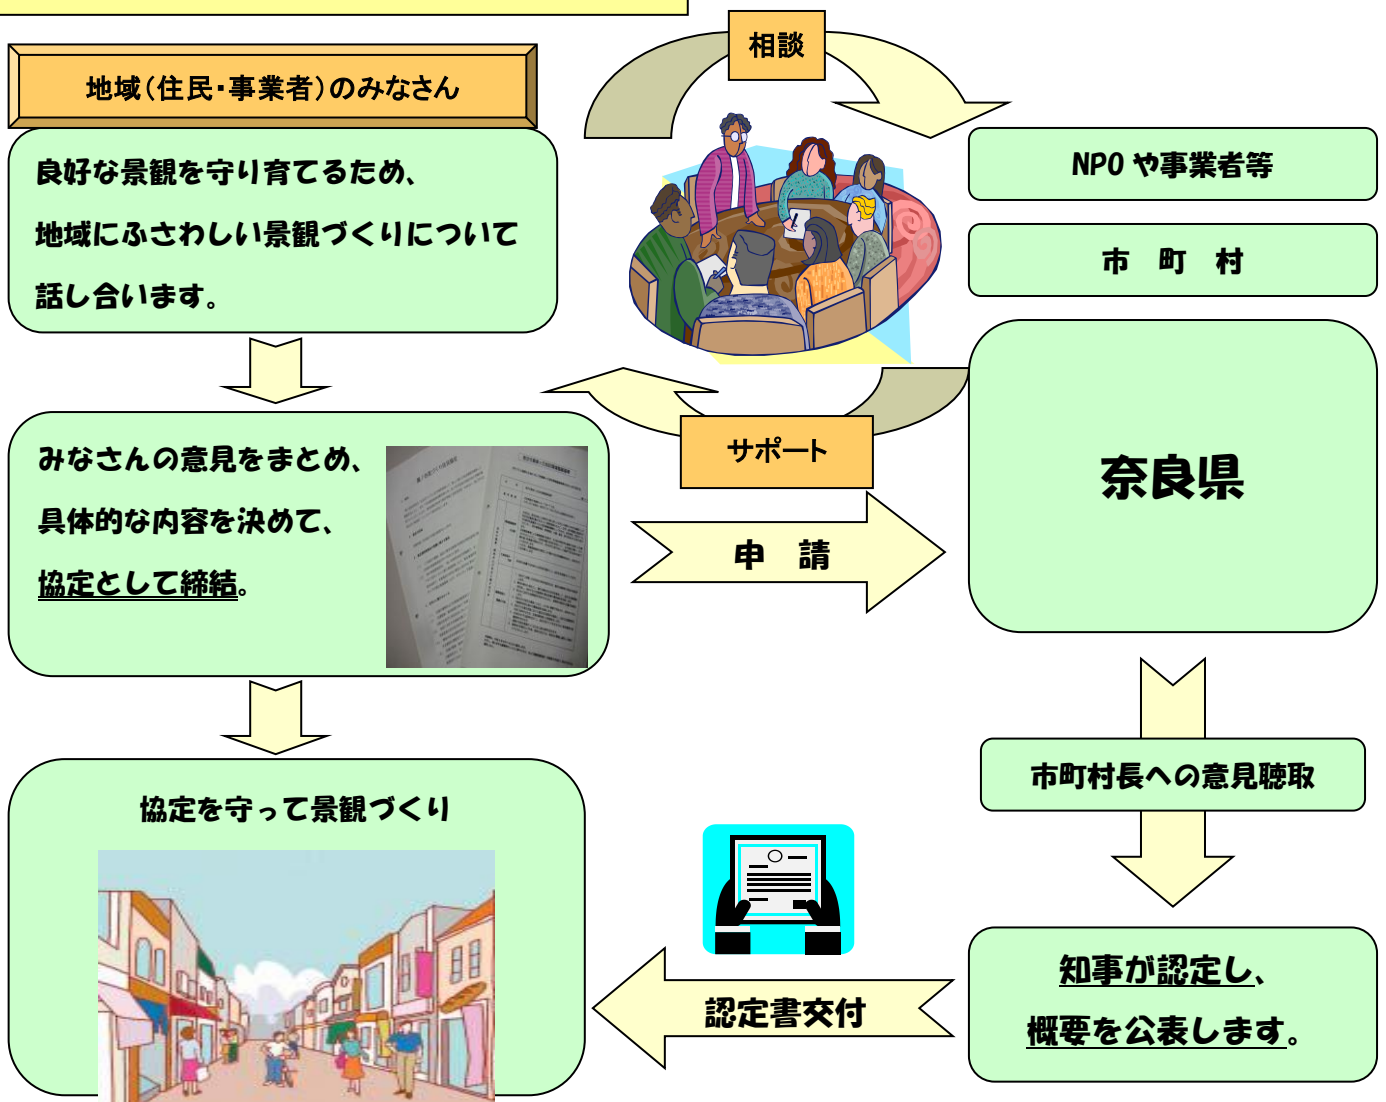 相談
地域(住民・事業者)のみなさん
良好な景観を守り育てるため、
地域にふさわしい景観づくりについて
話し合います。
NPO や事業者等
市 町 村
奈良県
サポート
みなさんの意見をまとめ、
具体的な内容を決めて、
協定として締結。
申 請
市町村長への意見聴取
協定を守って景観づくり
知事が認定し、
概要を公表します。
認定書交付